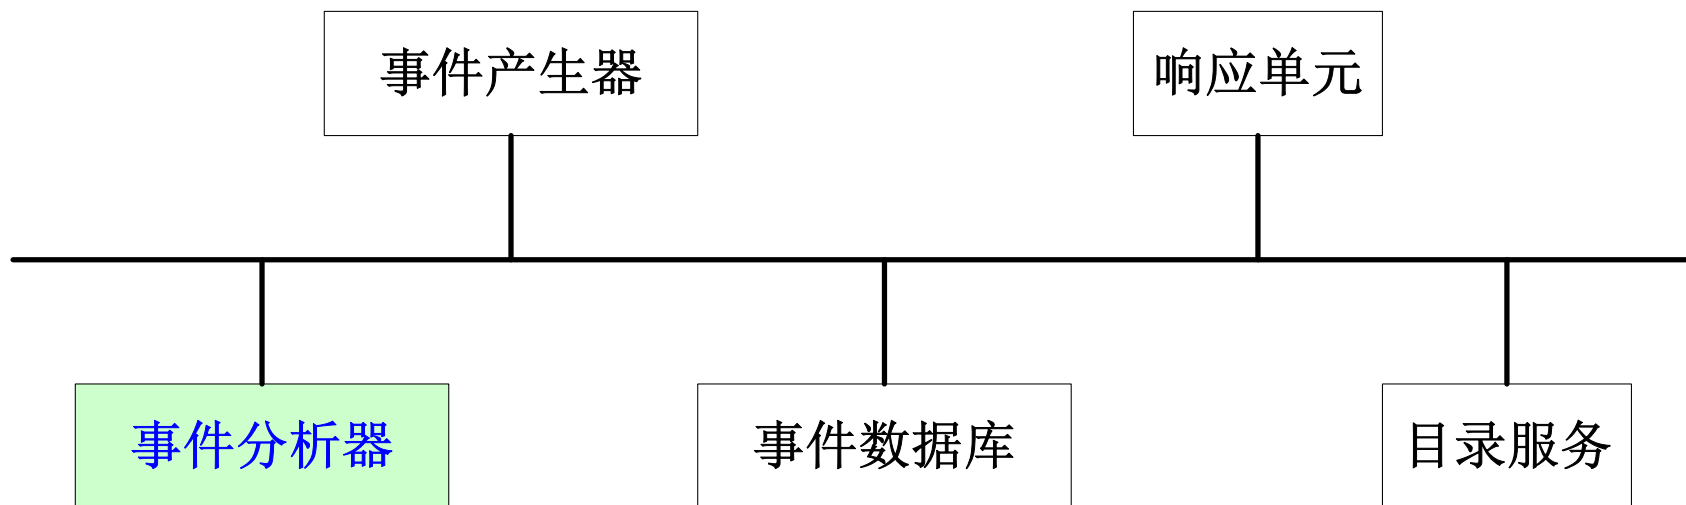 事件产生器
响应单元
事件分析器
事件数据库
目录服务